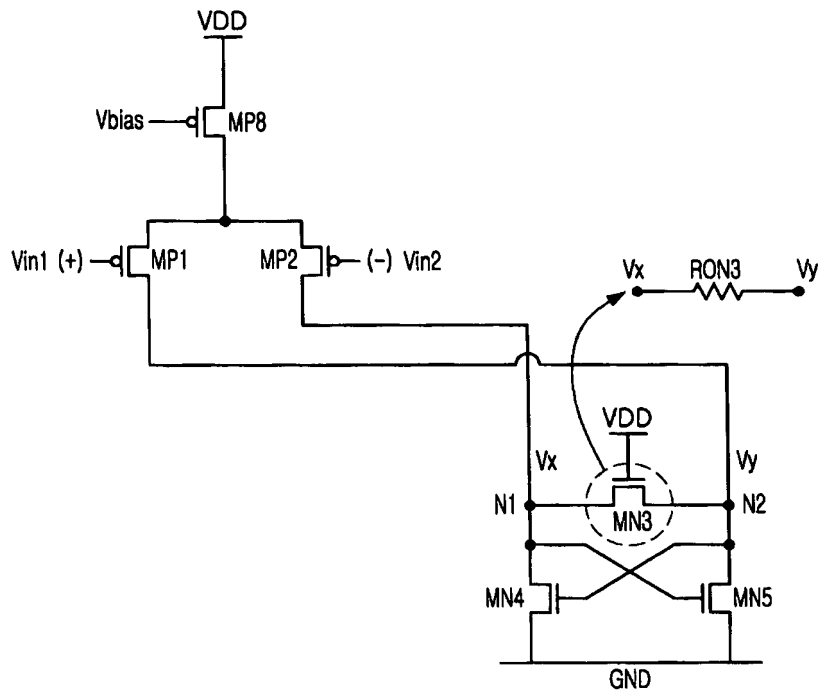 VDD
Vbias
MP8
Vin1 (+)
MP1
MP2
(-) Vin2
Vx
RON3
Vy
VDD
Vx
Vy
N1
MN3
N2
MN4
MN5
GND